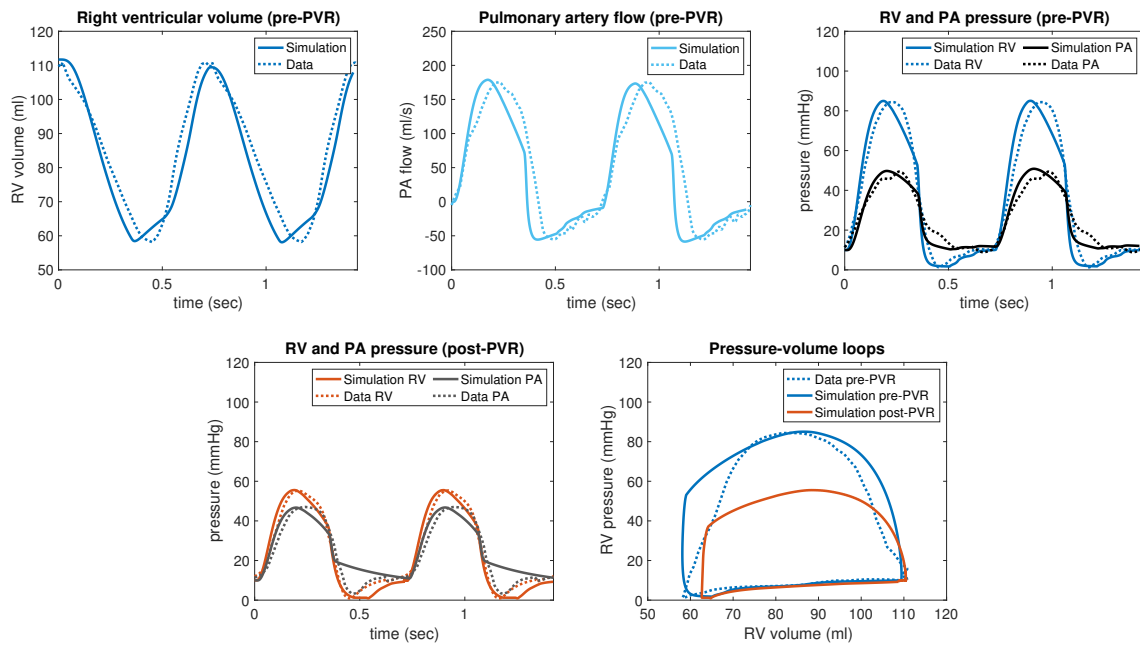 Right ventricular volume (pre-PVR)
120
110
100
90
80
70
60
50
RV volume (ml)
0
0.5
1
time (sec)
Simulation
Data
Pulmonary artery flow (pre-PVR)
250
200
150
100
50
0
-50
-100
PA flow (ml/s)
0
0.5
1
time (sec)
Simulation
Data
RV and PA pressure (pre-PVR)
120
100
80
60
40
20
0
pressure (mmHg)
0
0.5
1
time (sec)
Simulation RV
Data RV
Simulation PA
Data PA
RV and PA pressure (post-PVR)
120
100
80
60
40
20
0
pressure (mmHg)
0
0.5
1
time (sec)
Simulation RV
Data RV
Simulation PA
Data PA
Pressure-volume loops
120
100
80
60
40
20
0
RV pressure (mmHg)
50
60
70
80
90
100
110
120
RV volume (ml)
Data pre-PVR
Simulation pre-PVR
Simulation post-PVR